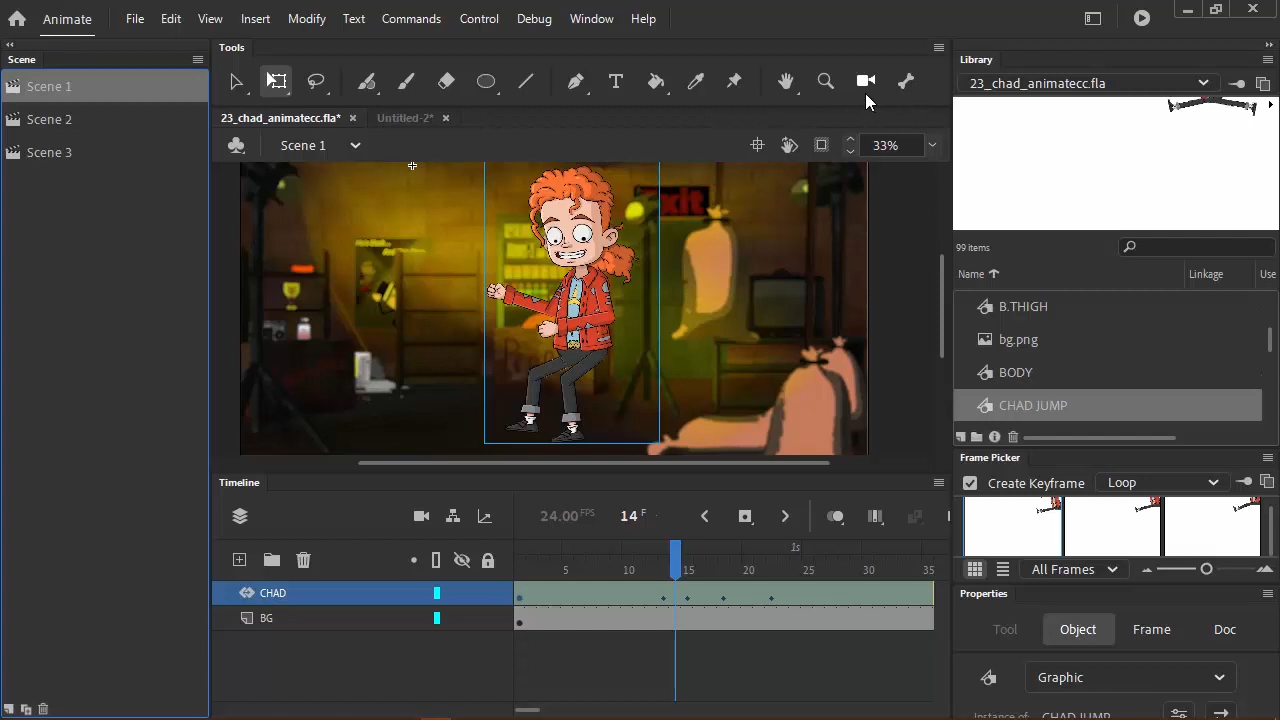 Animate File Edit View Insert Modify Text Commands Control Debug Window Help
Scene
Scene 1
Scene 2
Scene 3
Tools
23_chad_animatecc.fla* Untitled-2*
Scene 1 33%
Exit
Timeline
24.00 FPS 14 F
1s
5 10 15 20 25 30 35
CHAD
BG
Library
23_chad_animatecc.fla
99 items
Name Linkage Use
B.THIGH
bg.png
BODY
CHAD JUMP
Frame Picker
Create Keyframe Loop
All Frames
Properties
Tool Object Frame Doc
Graphic
Instance of: CHAD JUMP